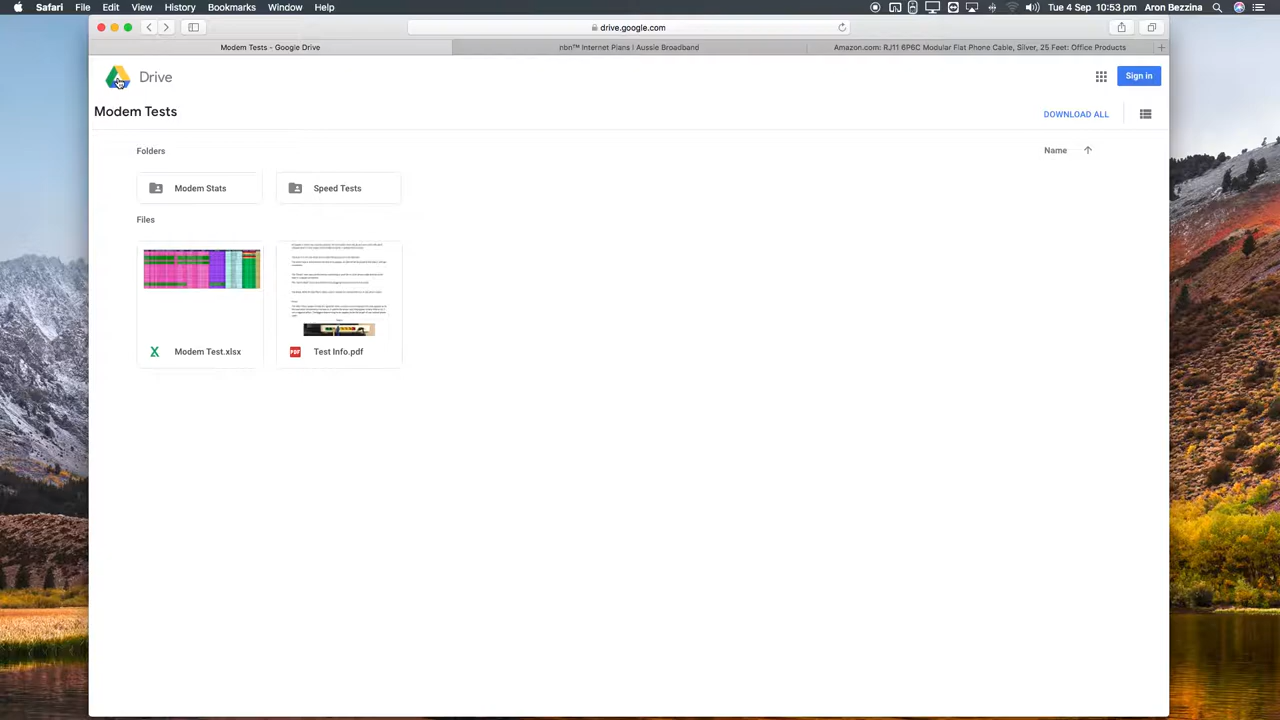 Safari File Edit View History Bookmarks Window Help
Tue 4 Sep 10:53 pm Aron Bezzina
drive.google.com
Modem Tests - Google Drive
nbn™ Internet Plans | Aussie Broadband
Amazon.com: RJ11 6P6C Modular Flat Phone Cable, Silver, 25 Feet: Office Products
Drive
Sign in
Modem Tests
DOWNLOAD ALL
Folders
Name
Modem Stats
Speed Tests
Files
X Modem Test.xlsx
PDF Test Info.pdf